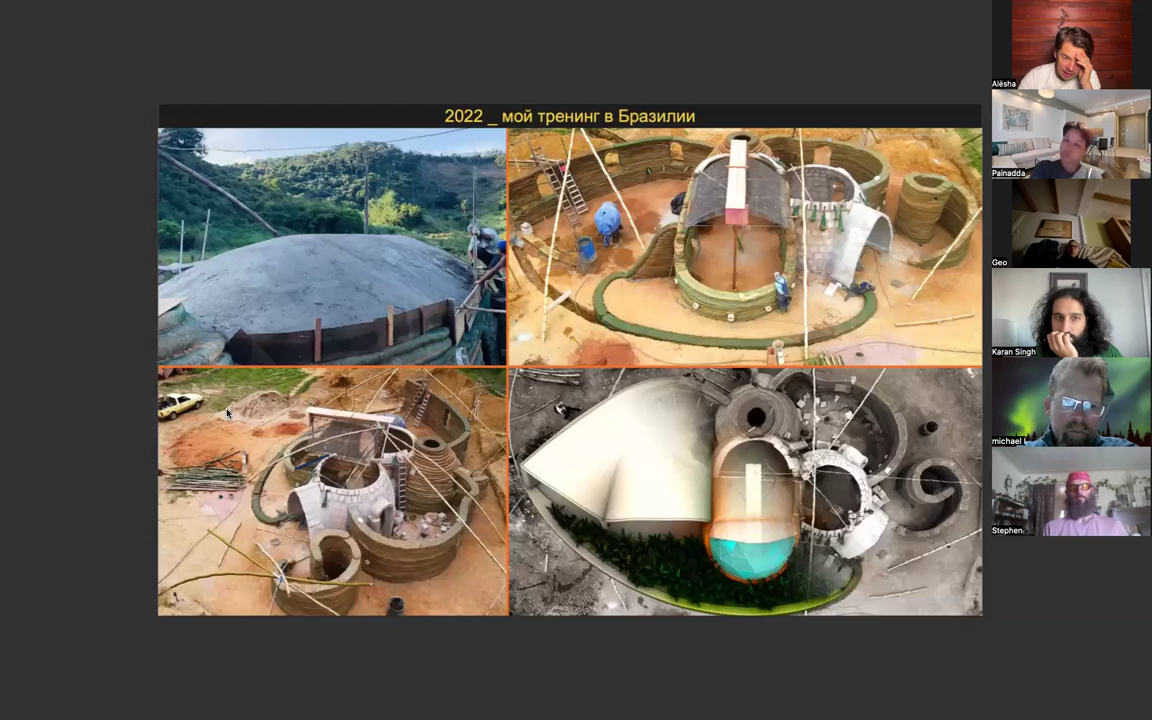 2022 _ мой тренинг в Бразилии
Alësha
Painadda
Geo
Karan Singh
michael l
Stephen